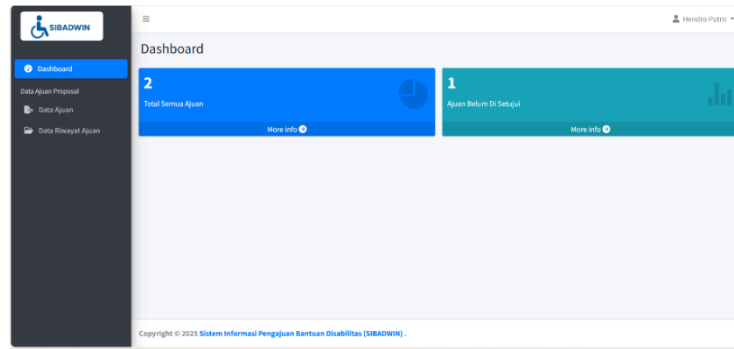 SIBADWIN
Hendro Putro
Dashboard
Dashboard
Data Ajuan Proposal
Data Ajuan
Data Riwayat Ajuan
2
Total Semua Ajuan
More info
1
Ajuan Belum Di Setujui
More info
Copyright © 2025 Sistem Informasi Pengajuan Bantuan Disabilitas (SIBADWIN) .